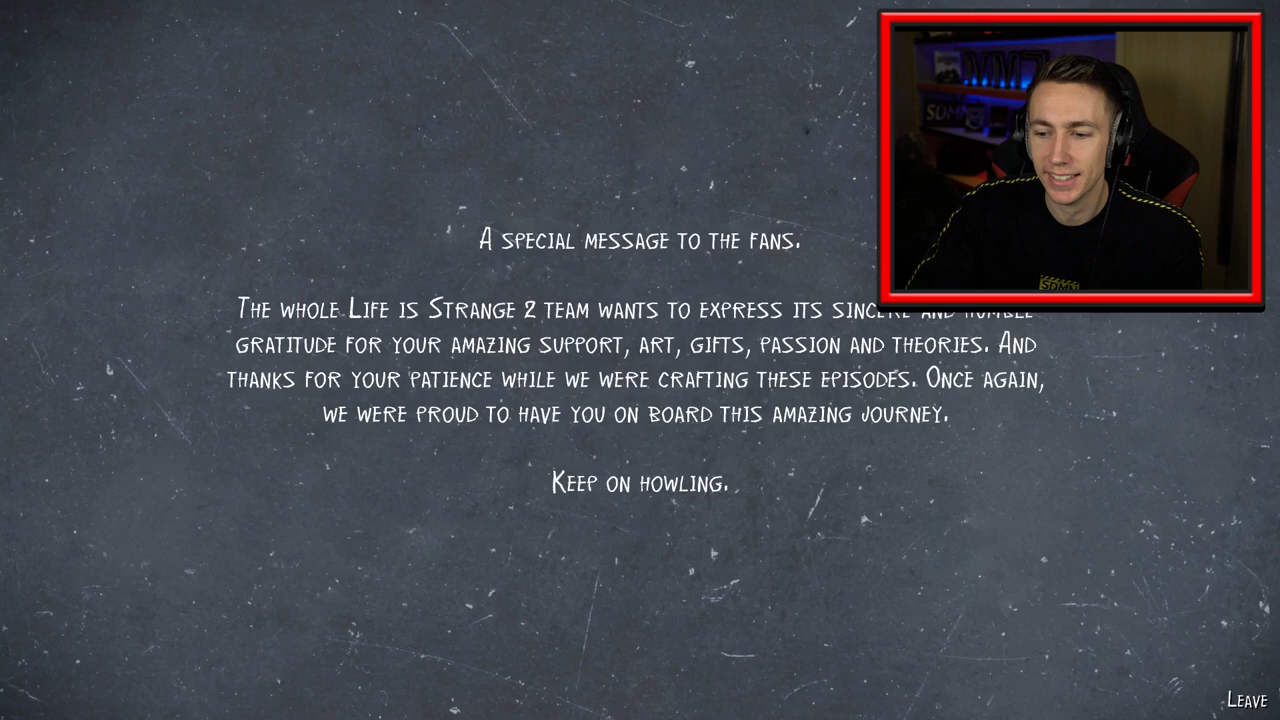 A SPECIAL MESSAGE TO THE FANS.
THE WHOLE LIFE IS STRANGE 2 TEAM WANTS TO EXPRESS ITS SINCERE AND HUMBLE
GRATITUDE FOR YOUR AMAZING SUPPORT, ART, GIFTS, PASSION AND THEORIES. AND
THANKS FOR YOUR PATIENCE WHILE WE WERE CRAFTING THESE EPISODES. ONCE AGAIN,
WE WERE PROUD TO HAVE YOU ON BOARD THIS AMAZING JOURNEY.
KEEP ON HOWLING.
LEAVE
SDMN